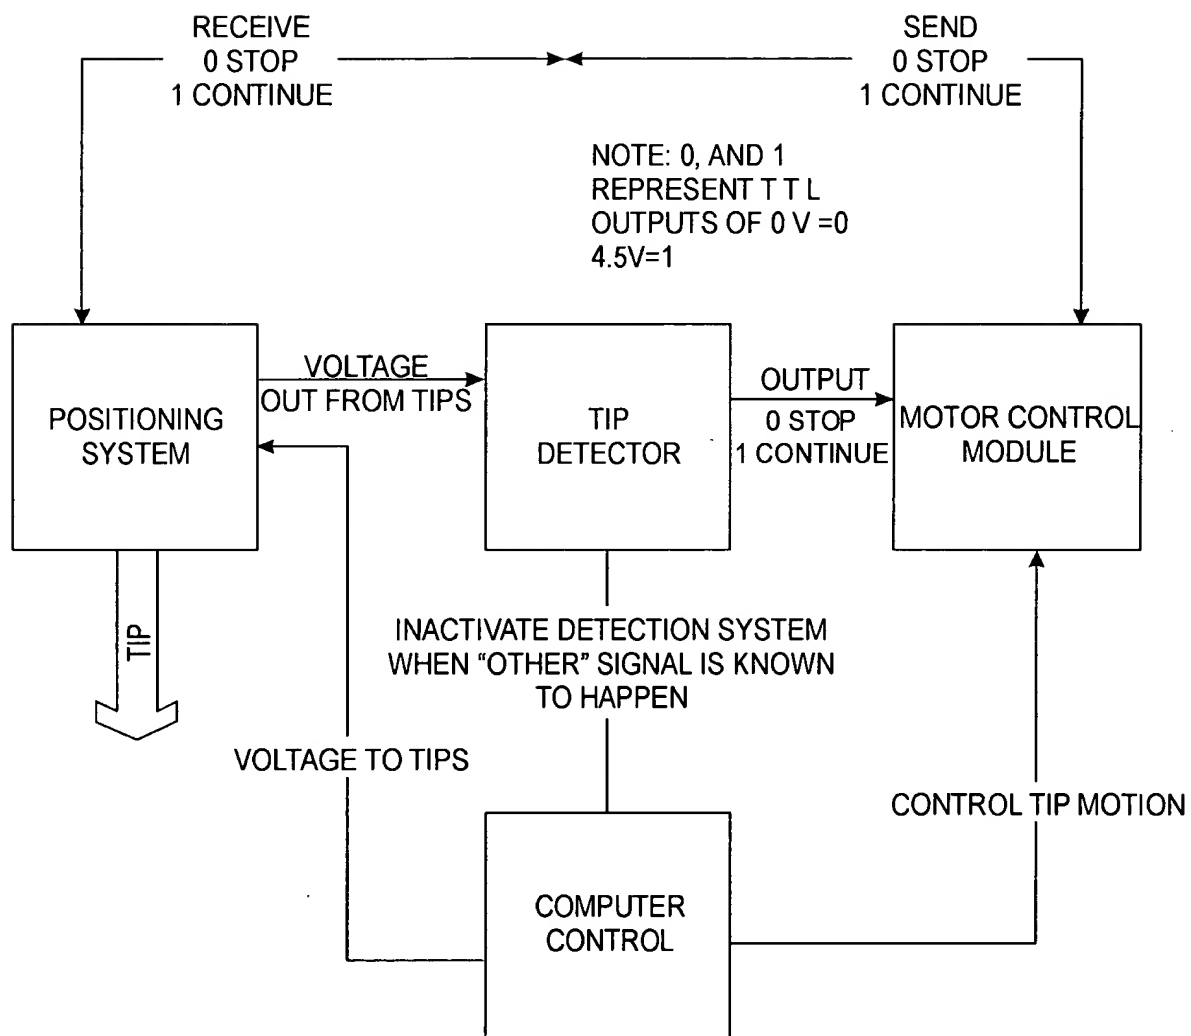 RECEIVE
0 STOP
1 CONTINUE
SEND
0 STOP
1 CONTINUE
NOTE: 0, AND 1
REPRESENT T T L
OUTPUTS OF 0 V =0
4.5V=1
POSITIONING
SYSTEM
VOLTAGE
OUT FROM TIPS
TIP
DETECTOR
OUTPUT
0 STOP
1 CONTINUE
MOTOR CONTROL
MODULE
TIP
INACTIVATE DETECTION SYSTEM
WHEN “OTHER” SIGNAL IS KNOWN
TO HAPPEN
VOLTAGE TO TIPS
CONTROL TIP MOTION
COMPUTER
CONTROL